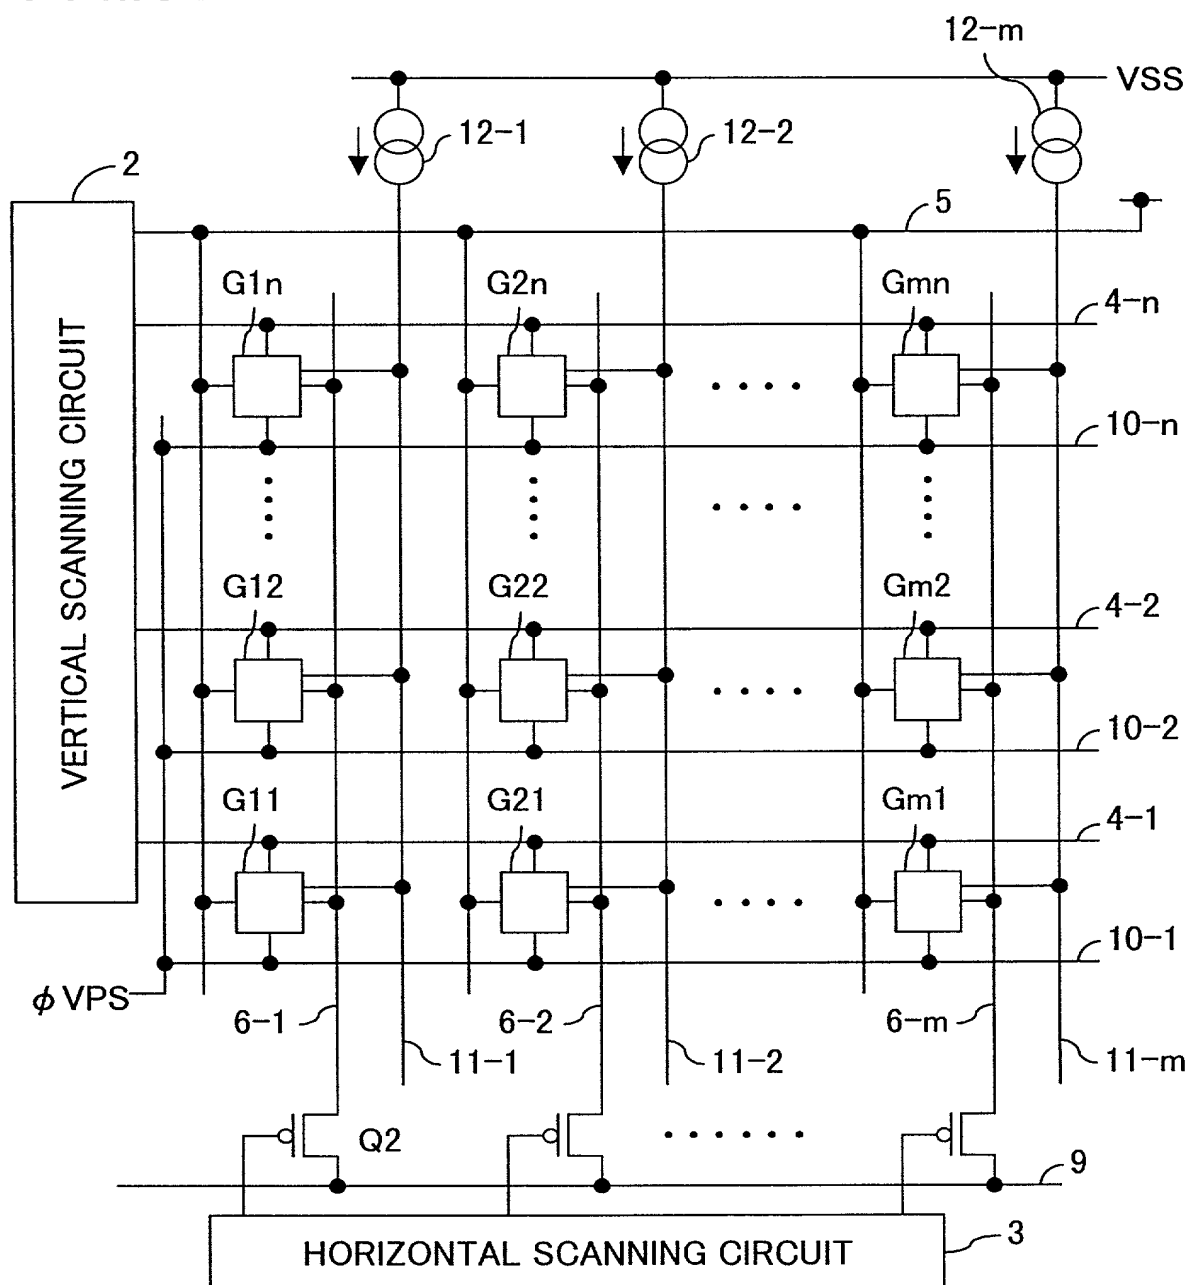 12-m
VSS
12-1
12-2
2
5
G1n
G2n
Gmn
4-n
10-n
VERTICAL SCANNING CIRCUIT
G12
G22
Gm2
4-2
10-2
G11
G21
Gm1
4-1
10-1
φVPS
6-1
6-2
6-m
11-1
11-2
11-m
Q2
9
HORIZONTAL SCANNING CIRCUIT
3